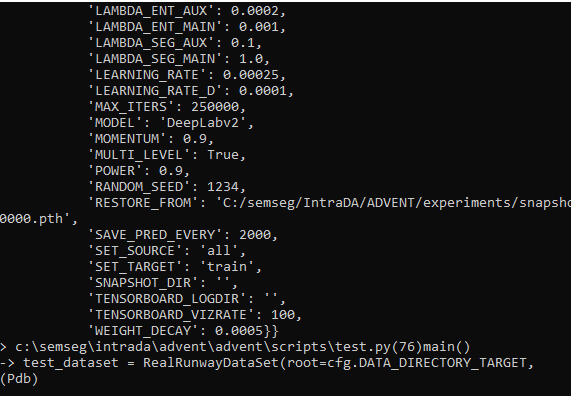 'LAMBDA_ENT_AUX': 0.0002,
'LAMBDA_ENT_MAIN': 0.001,
'LAMBDA_SEG_AUX': 0.1,
'LAMBDA_SEG_MAIN': 1.0,
'LEARNING_RATE': 0.00025,
'LEARNING_RATE_D': 0.0001,
'MAX_ITERS': 250000,
'MODEL': 'DeepLabv2',
'MOMENTUM': 0.9,
'MULTI_LEVEL': True,
'POWER': 0.9,
'RANDOM_SEED': 1234,
'RESTORE_FROM': 'C:/semseg/IntraDA/ADVENT/experiments/snapsho
0000.pth',
'SAVE_PRED_EVERY': 2000,
'SET_SOURCE': 'all',
'SET_TARGET': 'train',
'SNAPSHOT_DIR': '',
'TENSORBOARD_LOGDIR': '',
'TENSORBOARD_VIZRATE': 100,
'WEIGHT_DECAY': 0.0005}}
> c:\semseg\intrada\advent\advent\scripts\test.py(76)main()
-> test_dataset = RealRunwayDataSet(root=cfg.DATA_DIRECTORY_TARGET,
(Pdb)